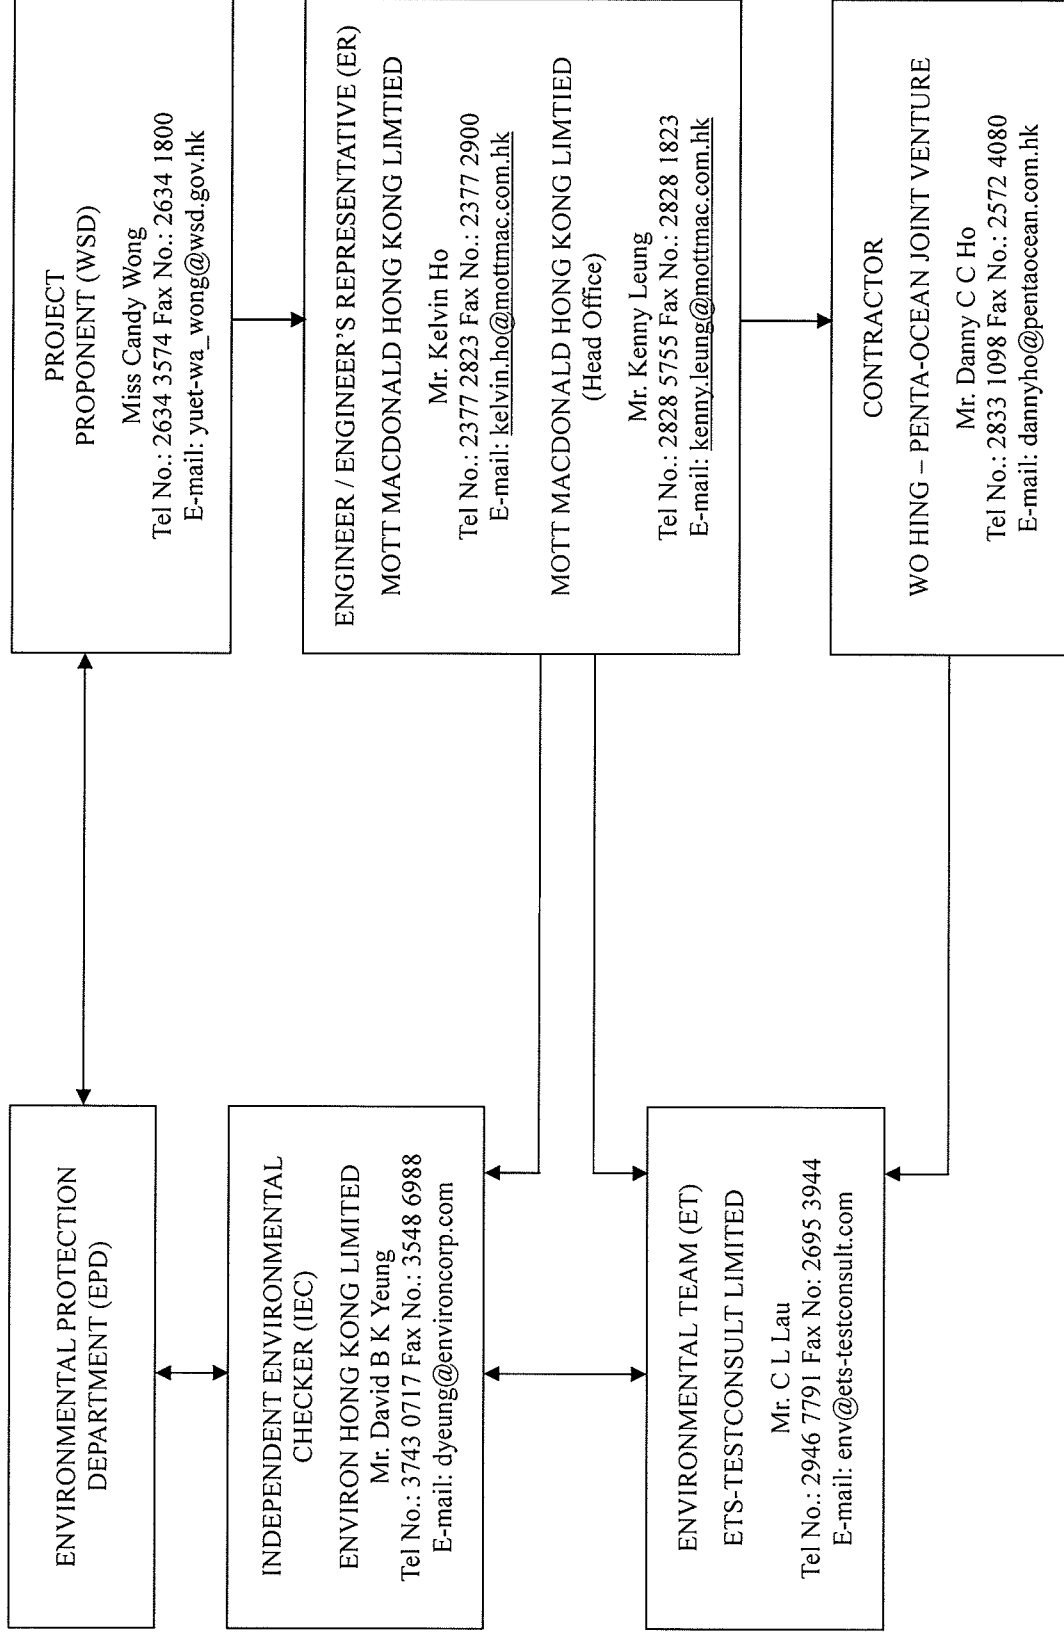 ENVIRONMENTAL PROTECTION
DEPARTMENT (EPD)
PROJECT
PROPONENT (WSD)
Miss Candy Wong
Tel No.: 2634 3574 Fax No.: 2634 1800
E-mail: yuet-wa_wong@wsd.gov.hk
INDEPENDENT ENVIRONMENTAL
CHECKER (IEC)
ENVIRON HONG KONG LIMITED
Mr. David B K Yeung
Tel No.: 3743 0717 Fax No.: 3548 6988
E-mail: dyeung@environcorp.com
ENGINEER / ENGINEER'S REPRESENTATIVE (ER)
MOTT MACDONALD HONG KONG LIMTIED
Mr. Kelvin Ho
Tel No.: 2377 2823 Fax No.: 2377 2900
E-mail: kelvin.ho@mottmac.com.hk
MOTT MACDONALD HONG KONG LIMTIED
(Head Office)
Mr. Kenny Leung
Tel No.: 2828 5755 Fax No.: 2828 1823
E-mail: kenny.leung@mottmac.com.hk
ENVIRONMENTAL TEAM (ET)
ETS-TESTCONSULT LIMITED
Mr. C L Lau
Tel No.: 2946 7791 Fax No: 2695 3944
E-mail: env@ets-testconsult.com
CONTRACTOR
WO HING – PENTA-OCEAN JOINT VENTURE
Mr. Danny C C Ho
Tel No.: 2833 1098 Fax No.: 2572 4080
E-mail: dannyho@pentaocean.com.hk